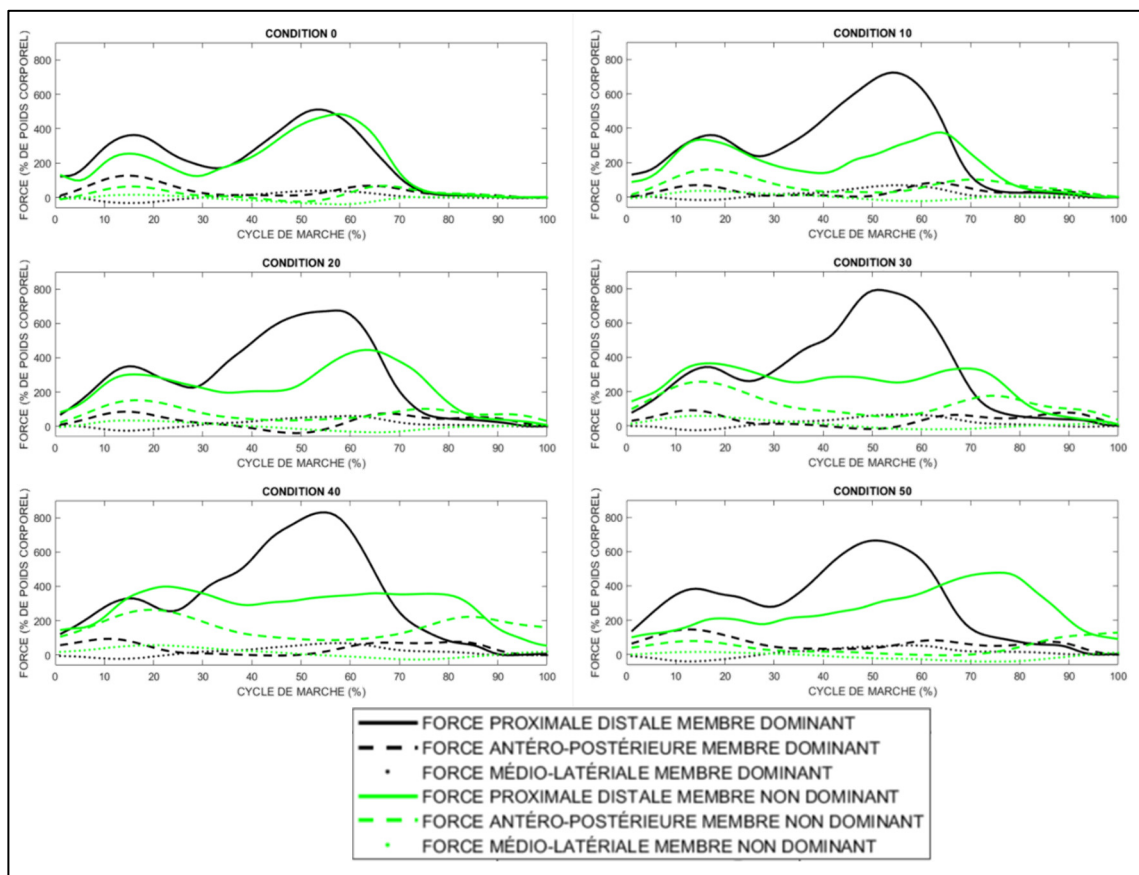 CONDITION 0
FORCE (% DE POIDS CORPOREL)
800
600
400
200
0
0 10 20 30 40 50 60 70 80 90 100
CYCLE DE MARCHE (%)
CONDITION 10
FORCE (% DE POIDS CORPOREL)
800
600
400
200
0
0 10 20 30 40 50 60 70 80 90 100
CYCLE DE MARCHE (%)
CONDITION 20
FORCE (% DE POIDS CORPOREL)
800
600
400
200
0
0 10 20 30 40 50 60 70 80 90 100
CYCLE DE MARCHE (%)
CONDITION 30
FORCE (% DE POIDS CORPOREL)
800
600
400
200
0
0 10 20 30 40 50 60 70 80 90 100
CYCLE DE MARCHE (%)
CONDITION 40
FORCE (% DE POIDS CORPOREL)
800
600
400
200
0
0 10 20 30 40 50 60 70 80 90 100
CYCLE DE MARCHE (%)
CONDITION 50
FORCE (% DE POIDS CORPOREL)
800
600
400
200
0
0 10 20 30 40 50 60 70 80 90 100
CYCLE DE MARCHE (%)
FORCE PROXIMALE DISTALE MEMBRE DOMINANT
FORCE ANTÉRO-POSTÉRIEURE MEMBRE DOMINANT
FORCE MÉDIO-LATÉRIALE MEMBRE DOMINANT
FORCE PROXIMALE DISTALE MEMBRE NON DOMINANT
FORCE ANTÉRO-POSTÉRIEURE MEMBRE NON DOMINANT
FORCE MÉDIO-LATÉRIALE MEMBRE NON DOMINANT